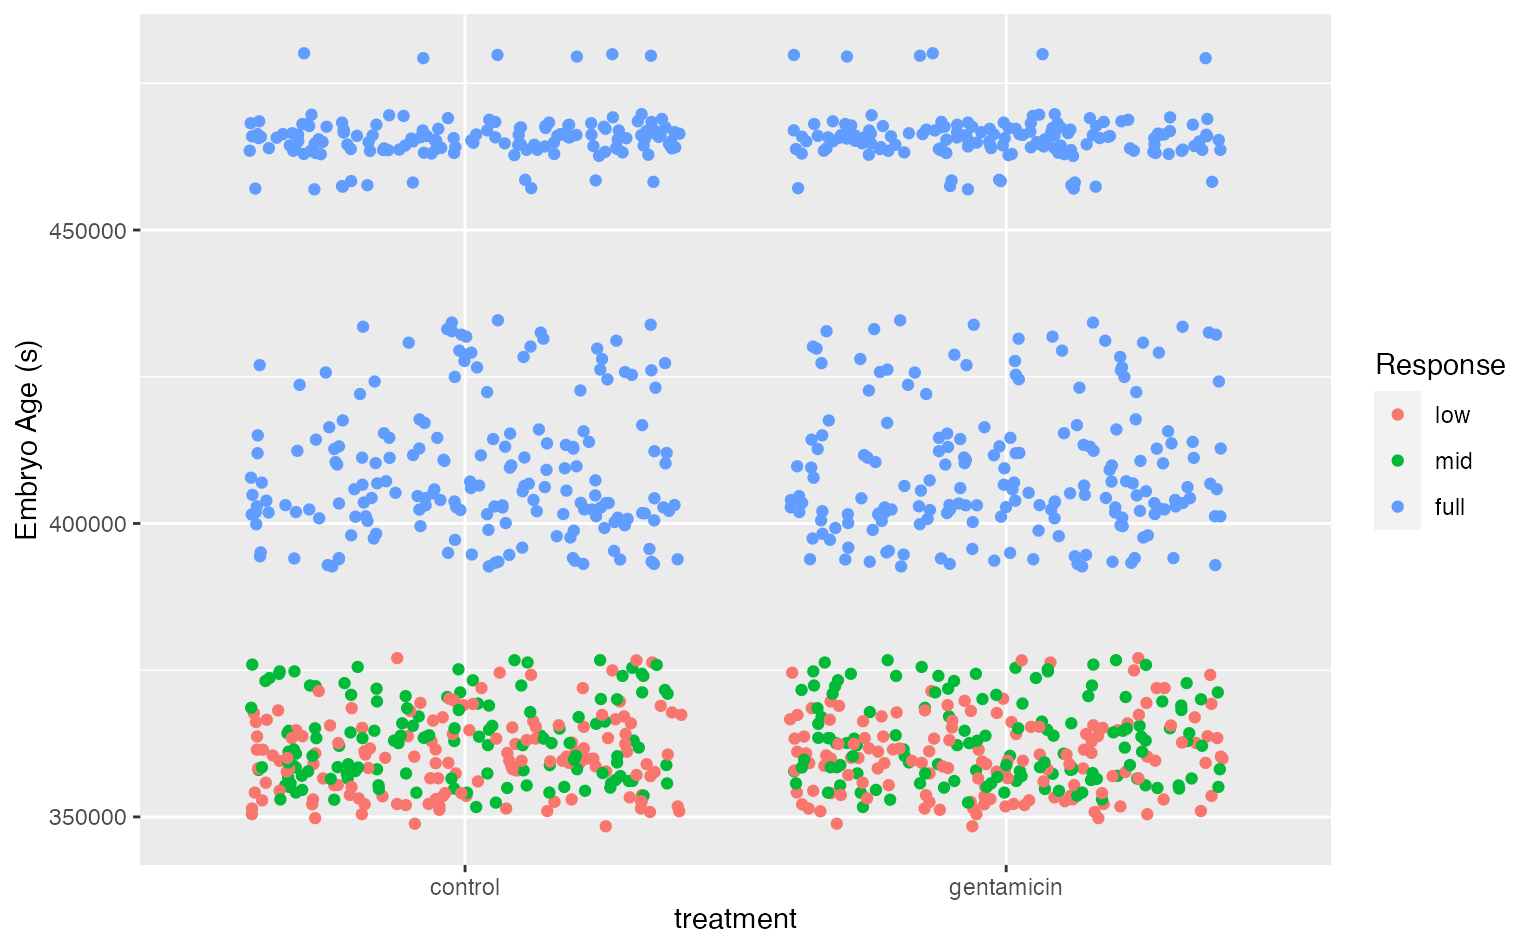 Embryo Age (s)
450000
400000
350000
control
gentamicin
treatment
Response
low
mid
full